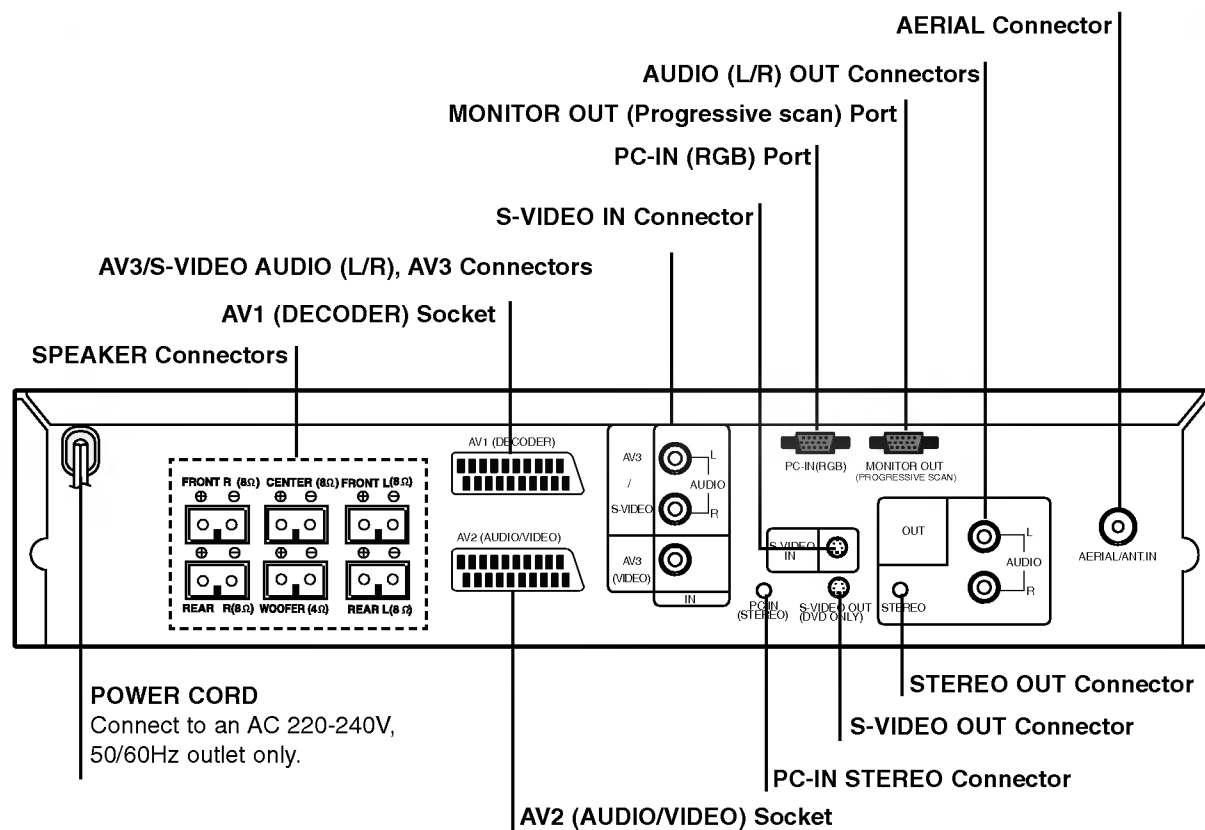 AERIAL Connector
AUDIO (L/R) OUT Connectors
MONITOR OUT (Progressive scan) Port
PC-IN (RGB) Port
S-VIDEO IN Connector
AV3/S-VIDEO AUDIO (L/R), AV3 Connectors
AV1 (DECODER) Socket
SPEAKER Connectors
FRONT R (8Ω) CENTER (8Ω) FRONT L(8Ω)
⊕ ⊖ ⊕ ⊖ ⊕ ⊖
⊕ ⊖ ⊕ ⊖ ⊕ ⊖
REAR R(8Ω) WOOFER (4Ω) REAR L(8Ω)
AV1 (DECODER)
AV2 (AUDIO/VIDEO)
AV3
/
S-VIDEO
L
AUDIO
R
AV3
(VIDEO)
IN
PC-IN(RGB)
MONITOR OUT
(PROGRESSIVE SCAN)
S-VIDEO
IN
PC-IN
(STEREO)
S-VIDEO OUT
(DVD ONLY)
OUT
STEREO
L
AUDIO
R
AERIAL/ANT.IN
POWER CORD
Connect to an AC 220-240V,
50/60Hz outlet only.
STEREO OUT Connector
S-VIDEO OUT Connector
PC-IN STEREO Connector
AV2 (AUDIO/VIDEO) Socket